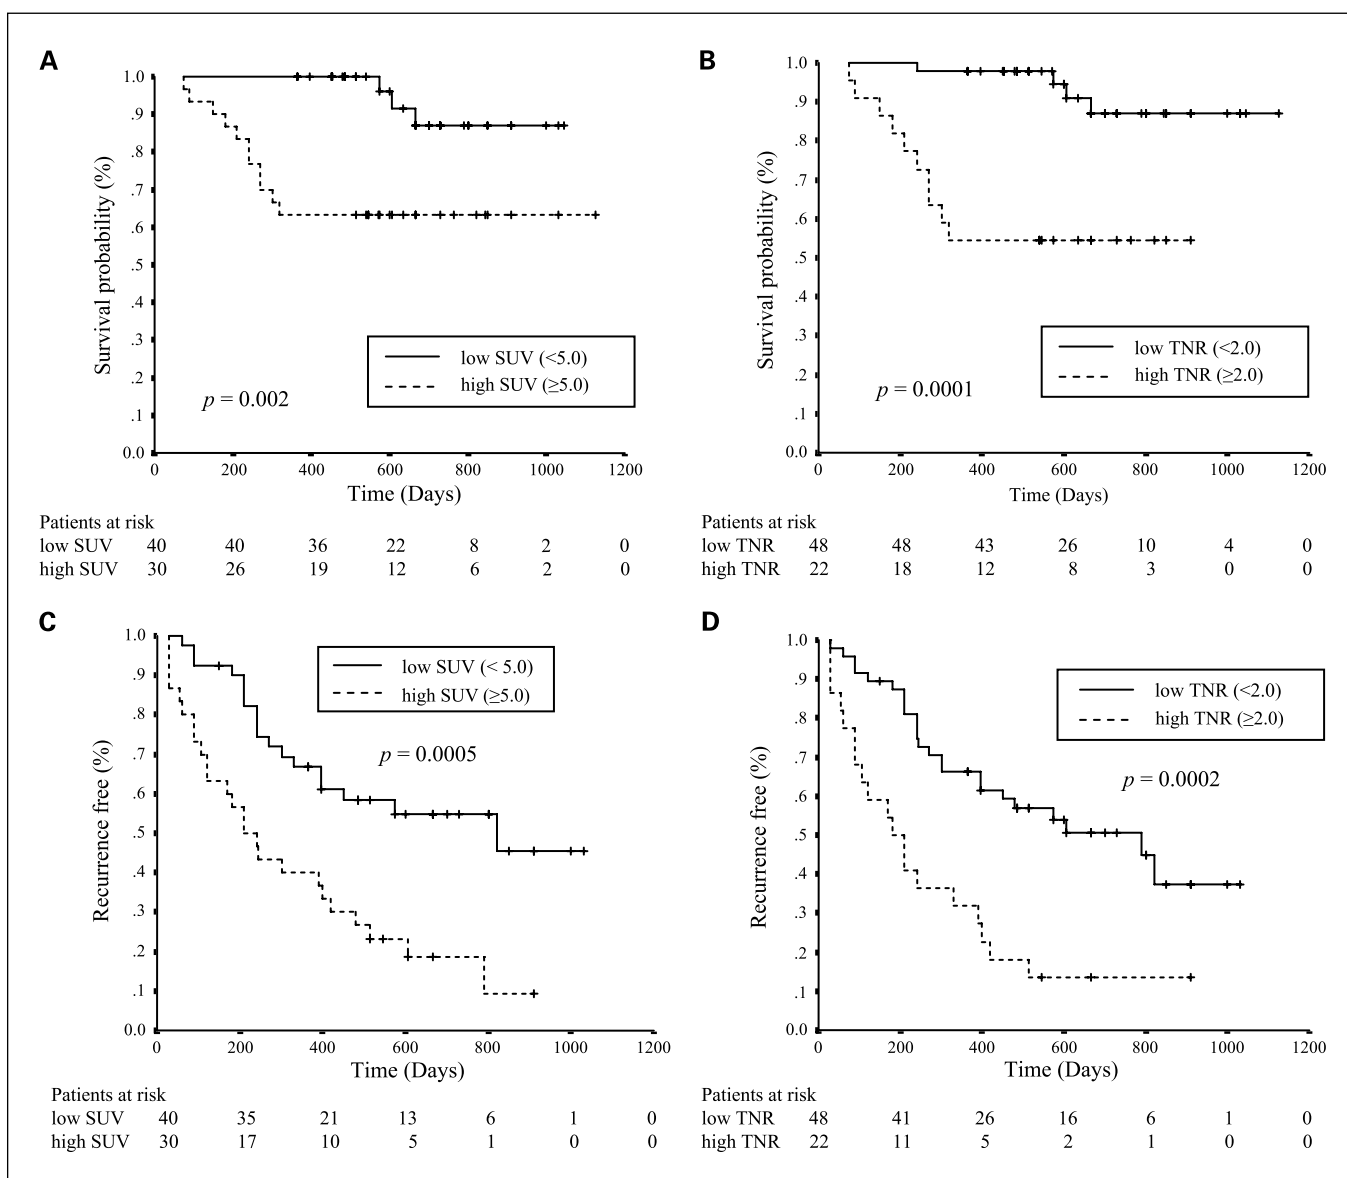 A
Survival probability (%)
1.0
.9
.8
.7
.6
.5
.4
.3
.2
.1
0.0
low SUV (<5.0)
high SUV (≥5.0)
p = 0.002
0 200 400 600 800 1000 1200
Time (Days)
Patients at risk
low SUV 40 40 36 22 8 2 0
high SUV 30 26 19 12 6 2 0
B
Survival probability (%)
1.0
.9
.8
.7
.6
.5
.4
.3
.2
.1
0.0
low TNR (<2.0)
high TNR (≥2.0)
p = 0.0001
0 200 400 600 800 1000 1200
Time (Days)
Patients at risk
low TNR 48 48 43 26 10 4 0
high TNR 22 18 12 8 3 0 0
C
Recurrence free (%)
1.0
.9
.8
.7
.6
.5
.4
.3
.2
.1
0.0
low SUV (< 5.0)
high SUV (≥5.0)
p = 0.0005
0 200 400 600 800 1000 1200
Time (Days)
Patients at risk
low SUV 40 35 21 13 6 1 0
high SUV 30 17 10 5 1 0 0
D
Recurrence free (%)
1.0
.9
.8
.7
.6
.5
.4
.3
.2
.1
0.0
low TNR (<2.0)
high TNR (≥2.0)
p = 0.0002
0 200 400 600 800 1000 1200
Time (Days)
Patients at risk
low TNR 48 41 26 16 6 1 0
high TNR 22 11 5 2 1 0 0